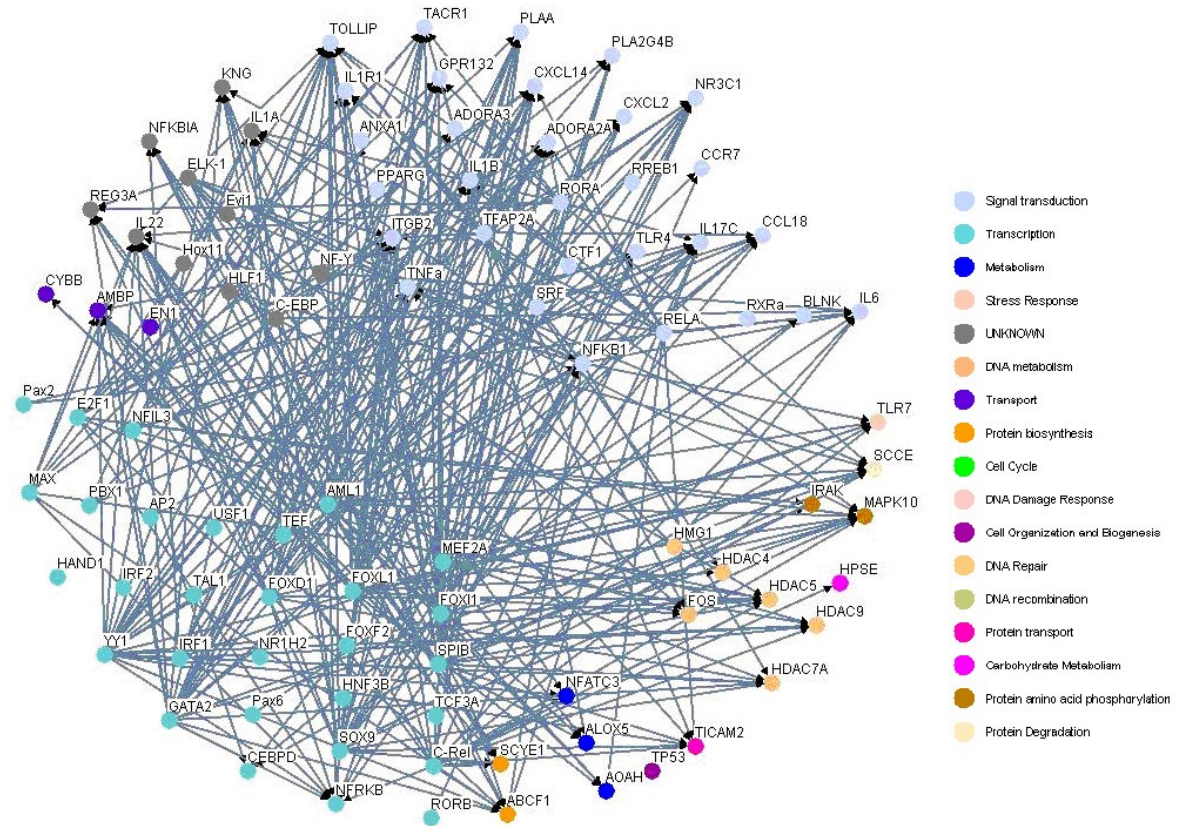 TACR1
PLAA
TOLLIP
PLA2G4B
GPR132
KNG
IL1R1
CXCL14
NR3C1
IL1A
ADORA3
CXCL2
NFKBIA
ANXA1
ADORA2A
ELK-1
PPARG
IL1B
RREB1
CCR7
REG3A
Evi1
RORA
Signal transduction
IL22
ITGB2
TFAP2A
IL17C
CCL18
Transcription
Hox11
NF-Y
CTF1
TLR4
Metabolism
CYBB
AMBP
HLF1
TNFa
Stress Response
EN1
C-EBP
SRF
RXRa
BLNK
IL6
UNKNOWN
RELA
NFKB1
DNA metabolism
Pax2
E2F1
NFIL3
Transport
TLR7
Protein biosynthesis
SCCE
Cell Cycle
MAX
PBX1
AP2
USF1
TEF
AML1
IRAK
MAPK10
DNA Damage Response
HMG1
Cell Organization and Biogenesis
HAND1
IRF2
TAL1
FOXD1
FOXL1
MEF2A
HDAC4
HDAC5
HPSE
DNA Repair
FOXI1
FOS
HDAC9
DNA recombination
YY1
IRF1
NR1H2
FOXF2
SPIB
HDAC7A
Protein transport
GATA2
Pax6
HNF3B
TCF3A
NFATC3
Carbohydrate Metabolism
SOX9
C-Rel
ALOX5
TICAM2
Protein amino acid phosphorylation
CEBPD
SCYE1
TP53
Protein Degradation
NFRKB
RORB
ABCF1
AOAH